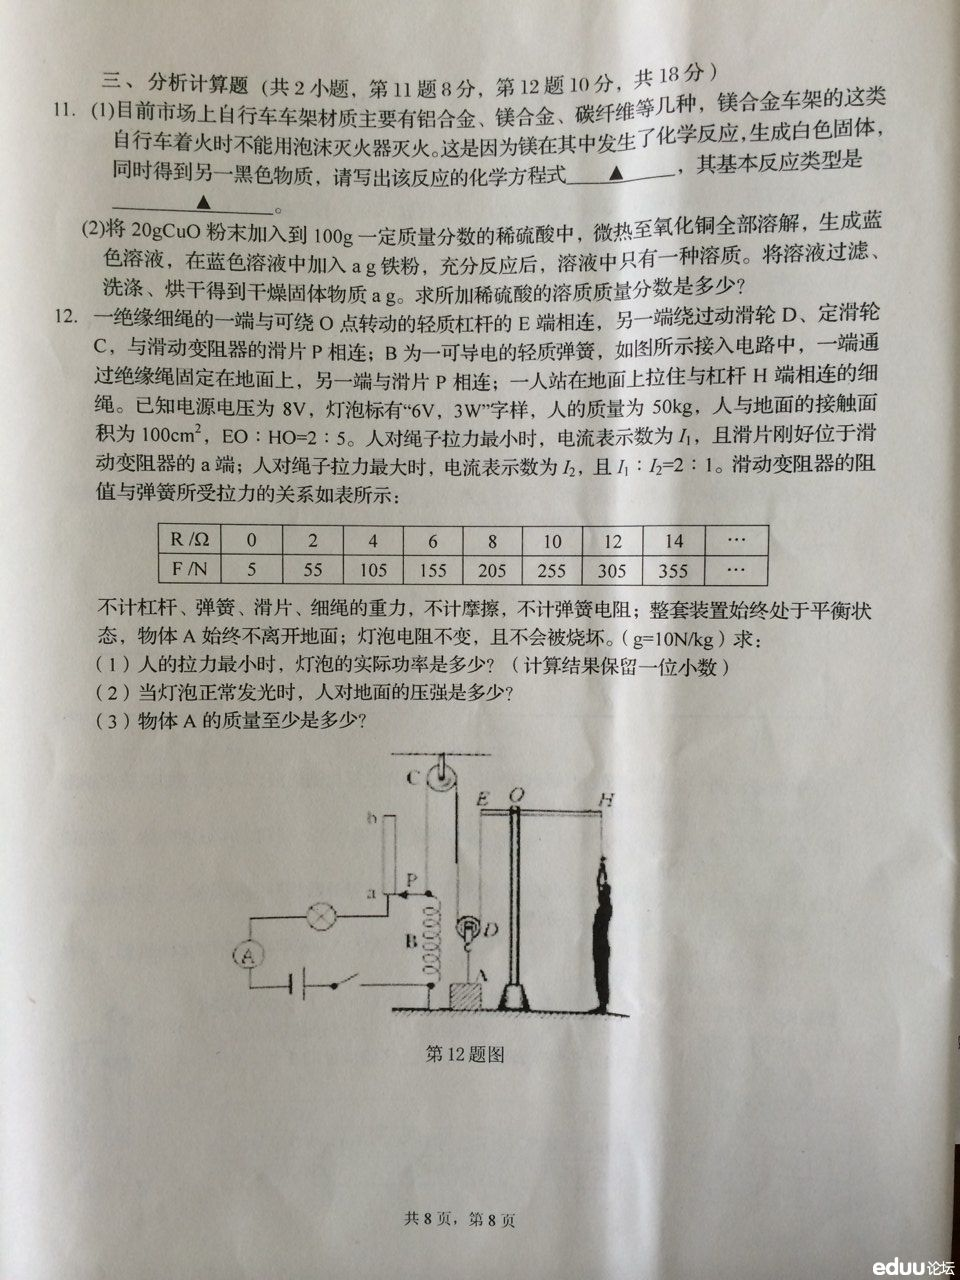 三、分析计算题（共2小题，第11题8分，第12题10分，共18分）
11. (1)目前市场上自行车车架材质主要有铝合金、镁合金、碳纤维等几种，镁合金车架的这类
自行车着火时不能用泡沫灭火器灭火。这是因为镁在其中发生了化学反应，生成白色固体，
同时得到另一黑色物质，请写出该反应的化学方程式▲，其基本反应类型是
▲。
(2)将20gCuO粉末加入到100g一定质量分数的稀硫酸中，微热至氧化铜全部溶解，生成蓝
色溶液，在蓝色溶液中加入a g铁粉，充分反应后，溶液中只有一种溶质。将溶液过滤、
洗涤、烘干得到干燥固体物质a g。求所加稀硫酸的溶质质量分数是多少？
12. 一绝缘细绳的一端与可绕O点转动的轻质杠杆的E端相连，另一端绕过动滑轮D、定滑轮
C，与滑动变阻器的滑片P相连；B为一可导电的轻质弹簧，如图所示接入电路中，一端通
过绝缘绳固定在地面上，另一端与滑片P相连；一人站在地面上拉住与杠杆H端相连的细
绳。已知电源电压为8V，灯泡标有“6V，3W”字样，人的质量为50kg，人与地面的接触面
积为100cm²，EO：HO=2：5。人对绳子拉力最小时，电流表示数为I₁，且滑片刚好位于滑
动变阻器的a端；人对绳子拉力最大时，电流表示数为I₂，且I₁：I₂=2：1。滑动变阻器的阻
值与弹簧所受拉力的关系如表所示：
R /Ω 0 2 4 6 8 10 12 14 …
F /N 5 55 105 155 205 255 305 355 …
不计杠杆、弹簧、滑片、细绳的重力，不计摩擦，不计弹簧电阻；整套装置始终处于平衡状
态，物体A始终不离开地面；灯泡电阻不变，且不会被烧坏。（g=10N/kg）求：
（1）人的拉力最小时，灯泡的实际功率是多少？（计算结果保留一位小数）
（2）当灯泡正常发光时，人对地面的压强是多少？
（3）物体A的质量至少是多少？
C
E O H
b
a P
B D
A
A
第12题图
共8页，第8页
eduu论坛